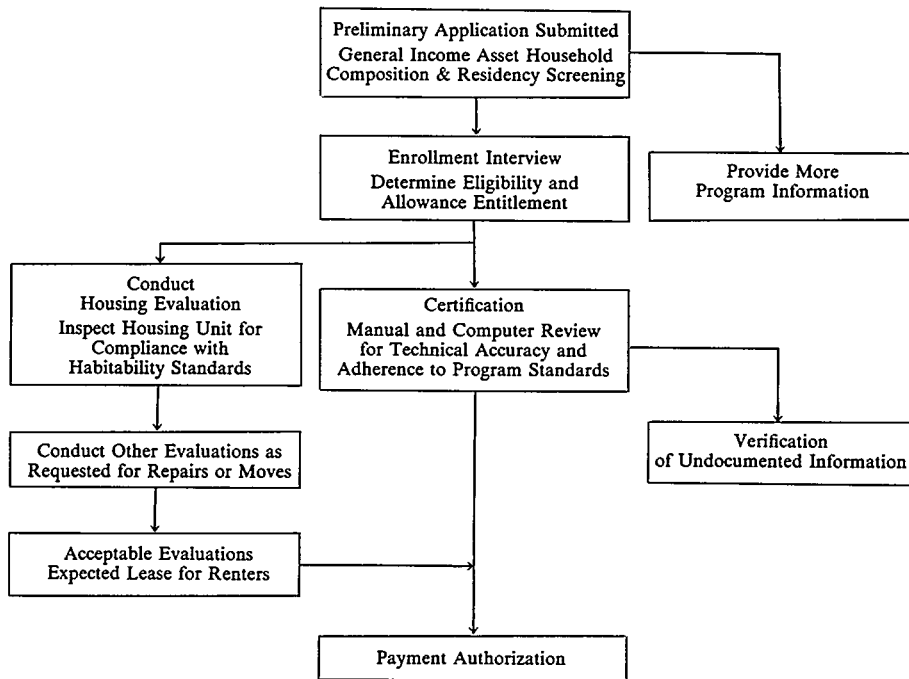 Preliminary Application Submitted
General Income Asset Household
Composition & Residency Screening
Enrollment Interview
Determine Eligibility and
Allowance Entitlement
Provide More
Program Information
Conduct
Housing Evaluation
Inspect Housing Unit for
Compliance with
Habitability Standards
Certification
Manual and Computer Review
for Technical Accuracy and
Adherence to Program Standards
Conduct Other Evaluations as
Requested for Repairs or Moves
Verification
of Undocumented Information
Acceptable Evaluations
Expected Lease for Renters
Payment Authorization